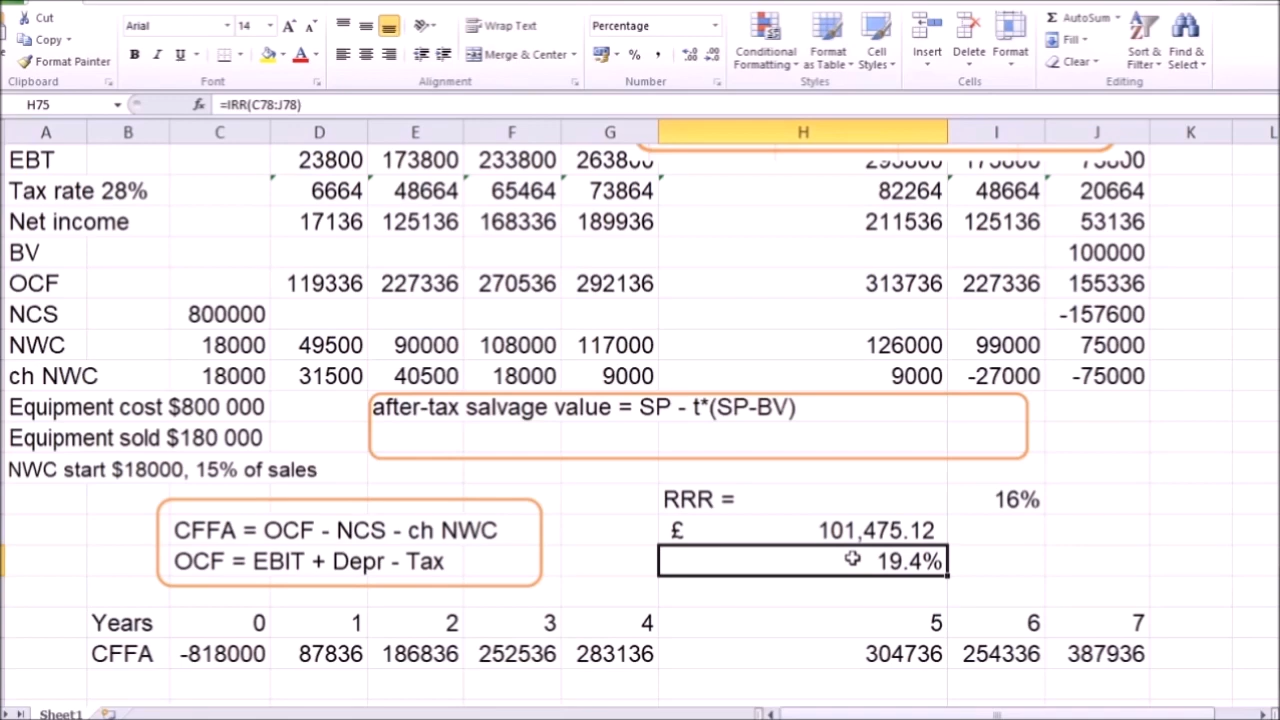 Cut
Arial 14 A A Wrap Text Percentage Σ AutoSum
Copy
Format Painter B I U A Merge & Center % , Conditional Formatting Format as Table Cell Styles Insert Delete Format Fill Clear Sort & Filter Find & Select
Clipboard Font Alignment Number Styles Cells Editing
H75 fx =IRR(C78:J78)
A B C D E F G H I J K L
EBT 23800 173800 233800 263800 293800 173800 73800
Tax rate 28% 6664 48664 65464 73864 82264 48664 20664
Net income 17136 125136 168336 189936 211536 125136 53136
BV 100000
OCF 119336 227336 270536 292136 313736 227336 155336
NCS 800000 -157600
NWC 18000 49500 90000 108000 117000 126000 99000 75000
ch NWC 18000 31500 40500 18000 9000 9000 -27000 -75000
Equipment cost $800 000 after-tax salvage value = SP - t*(SP-BV)
Equipment sold $180 000
NWC start $18000, 15% of sales
RRR = 16%
CFFA = OCF - NCS - ch NWC £ 101,475.12
OCF = EBIT + Depr - Tax 19.4%
Years 0 1 2 3 4 5 6 7
CFFA -818000 87836 186836 252536 283136 304736 254336 387936
Sheet1